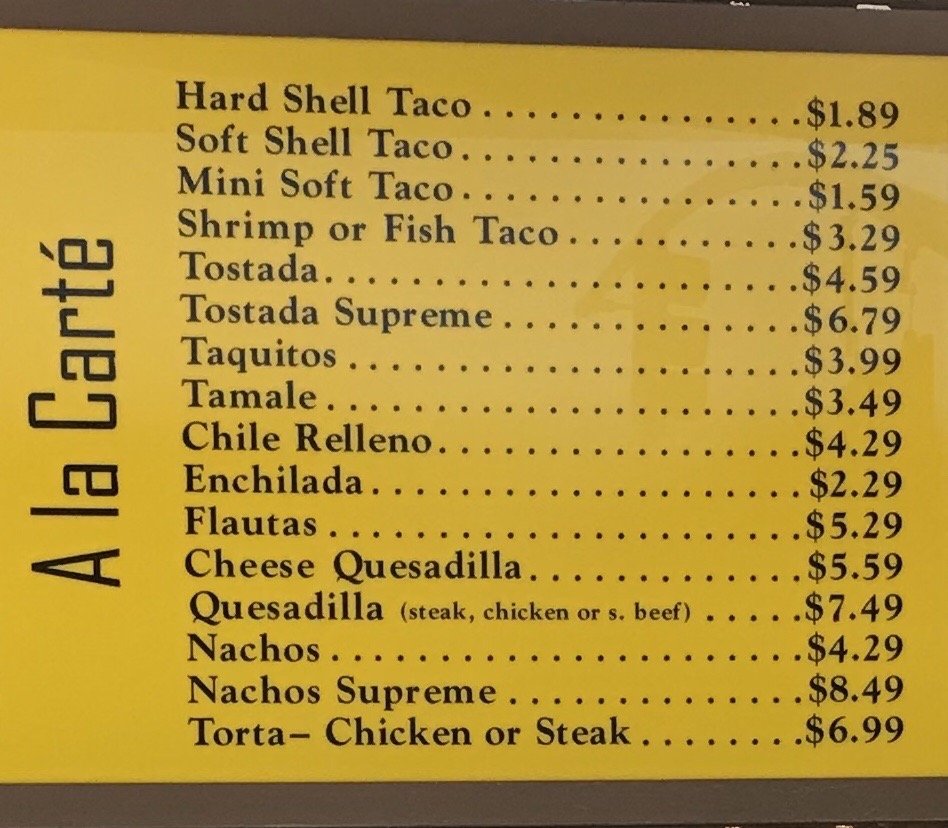 A la Carté
Hard Shell Taco . . . . . . . . . . . . . . . $1.89
Soft Shell Taco . . . . . . . . . . . . . . . . $2.25
Mini Soft Taco . . . . . . . . . . . . . . . . $1.59
Shrimp or Fish Taco . . . . . . . . . . . $3.29
Tostada . . . . . . . . . . . . . . . . . . . . . . $4.59
Tostada Supreme . . . . . . . . . . . . . . $6.79
Taquitos . . . . . . . . . . . . . . . . . . . . . $3.99
Tamale . . . . . . . . . . . . . . . . . . . . . . $3.49
Chile Relleno . . . . . . . . . . . . . . . . . $4.29
Enchilada . . . . . . . . . . . . . . . . . . . . $2.29
Flautas . . . . . . . . . . . . . . . . . . . . . . $5.29
Cheese Quesadilla . . . . . . . . . . . . . $5.59
Quesadilla (steak, chicken or s. beef) . . . . . $7.49
Nachos . . . . . . . . . . . . . . . . . . . . . . $4.29
Nachos Supreme . . . . . . . . . . . . . . $8.49
Torta– Chicken or Steak . . . . . . . . $6.99